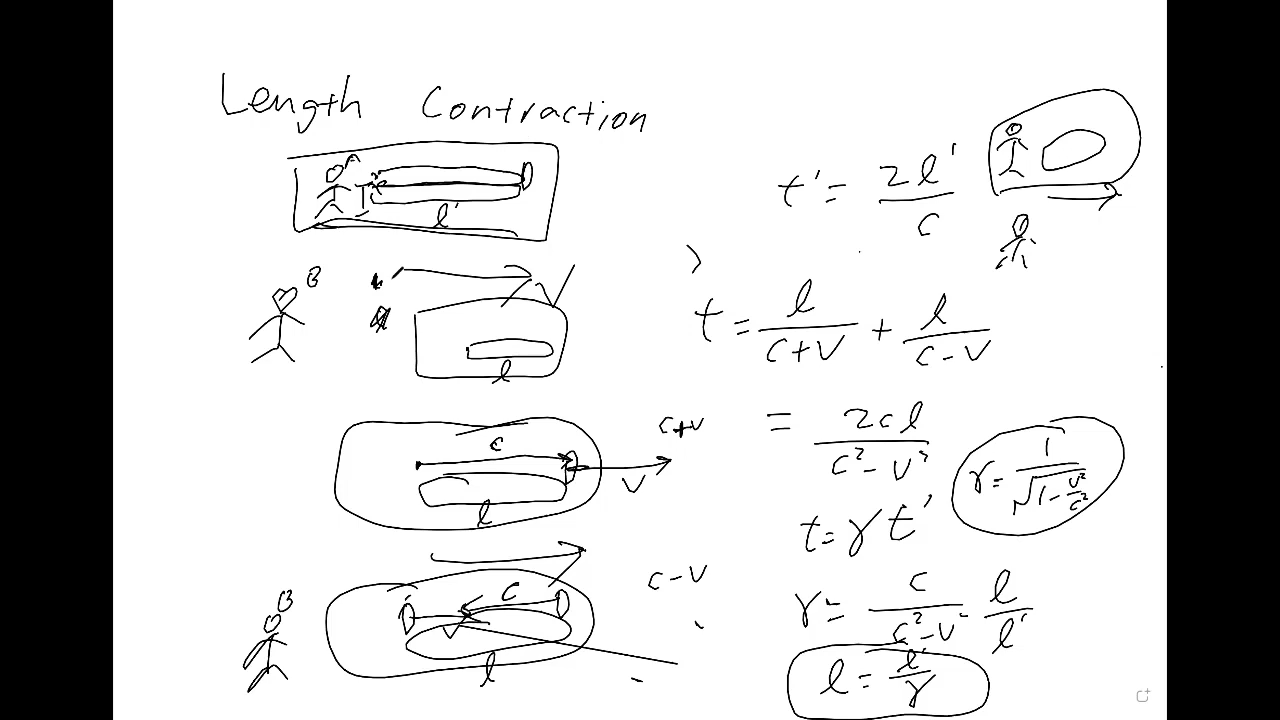 Length Contraction
A
l'
t' = 2l'/c
B
V
l
t = l/(c+v) + l/(c-v)
c
c+v
V
l
= 2cl/(c²-v²)
γ = 1/√(1-v²/c²)
t = γt'
B
c
c-v
V
l
γ = c/(c²-v²) l/l'
l = l'/γ